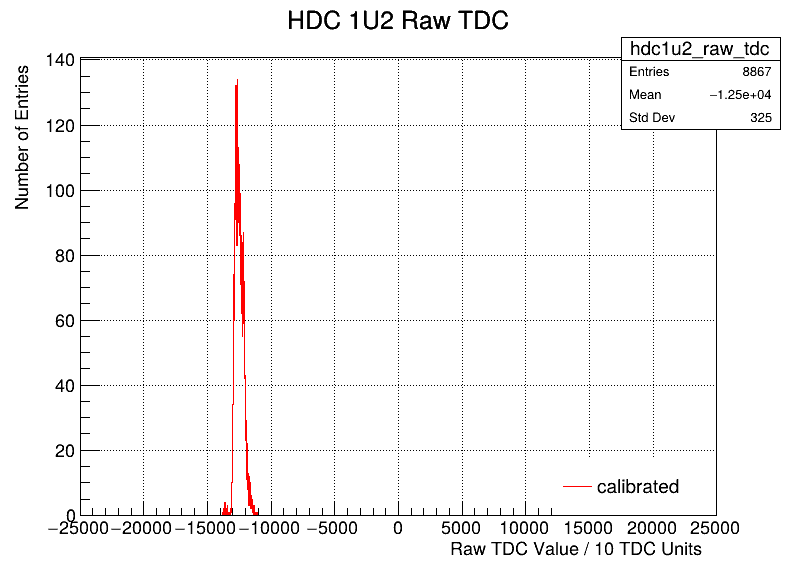 HDC 1U2 Raw TDC
hdc1u2_raw_tdc
Entries 8867
Mean −1.25e+04
Std Dev 325
Number of Entries
140
120
100
80
60
40
20
0
−25000 −20000 −15000 −10000 −5000 0 5000 10000 15000 20000 25000
calibrated
Raw TDC Value / 10 TDC Units